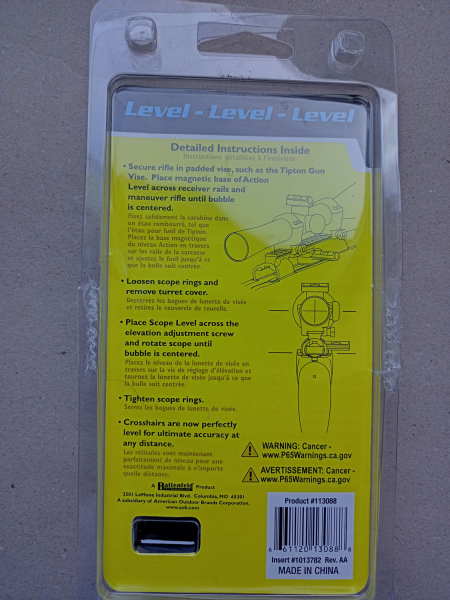 Level - Level - Level
Detailed Instructions Inside
Instructions détaillées à l'intérieur
• Secure rifle in padded vise, such as the Tipton Gun
Vise. Place magnetic base of Action
Level across receiver rails and
maneuver rifle until bubble
is centered.
Fixez solidement la carabine dans
un étau rembourré, tel que
l'étau pour fusil de Tipton.
Placez la base magnétique
du niveau Action en travers
sur les rails de la carcasse
et ajustez le fusil jusqu'à ce
que la bulle soit centrée.
• Loosen scope rings and
remove turret cover.
Desserrez les bagues de lunette de visée
et retirez le couvercle de tourelle.
• Place Scope Level across the
elevation adjustment screw
and rotate scope until
bubble is centered.
Placez le niveau de la lunette de visée en
travers sur la vis de réglage d'élévation et
tournez la lunette de visée jusqu'à ce que
la bulle soit centrée.
• Tighten scope rings.
Serrez les bagues de lunette de visée.
• Crosshairs are now perfectly
level for ultimate accuracy at
any distance.
Les réticules sont maintenant
parfaitement de niveau pour une
exactitude maximale à n'importe
quelle distance.
WARNING: Cancer -
www.P65Warnings.ca.gov
AVERTISSEMENT: Cancer -
www.P65Warnings.ca.gov
A Battenfeld Product
2501 LeMone Industrial Blvd. Columbia, MO 65201
A subsidiary of American Outdoor Brands Corporation.
www.aob.com
Product #113088
6 61120 13088 8
Insert #1013782 Rev. AA
MADE IN CHINA